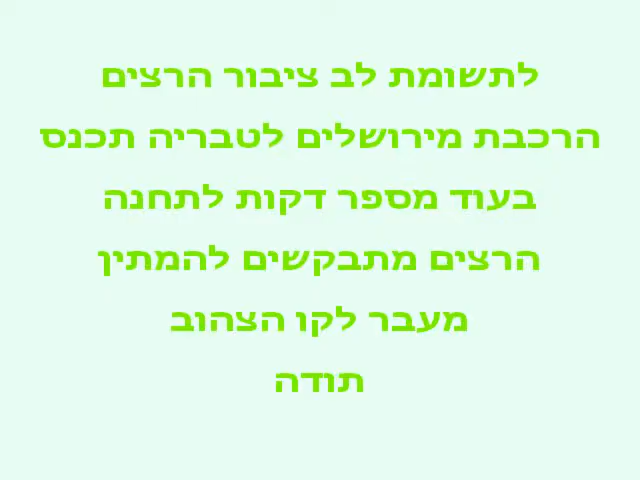 לתשומת לב ציבור הרצים
הרכבת מירושלים לטבריה תכנס
בעוד מספר דקות לתחנה
הרצים מתבקשים להמתין
מעבר לקו הצהוב
תודה